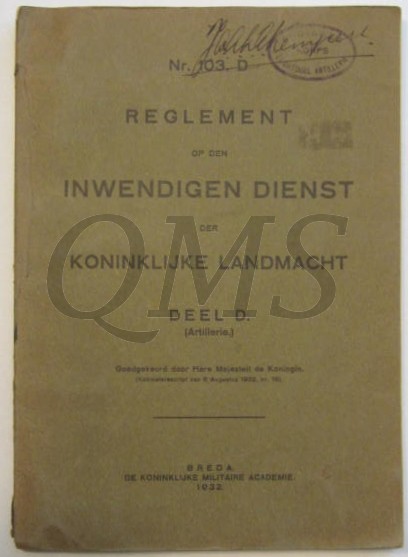 Nr. 103. D
REGLEMENT
OP DEN
INWENDIGEN DIENST
DER
KONINKLIJKE LANDMACHT
QMS
DEEL D.
(Artillerie.)
Goedgekeurd door Hare Majesteit de Koningin.
BREDA.
DE KONINKLIJKE MILITAIRE ACADEMIE.